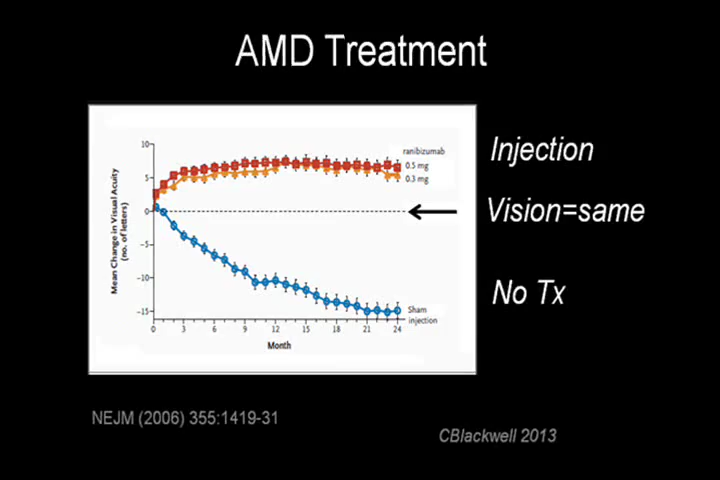 AMD Treatment
Mean Change in Visual Acuity
(no. of letters)
10
5
0
-5
-10
-15
0
3
6
9
12
15
18
21
24
Month
ranibizumab
0.5 mg
0.3 mg
Sham
injection
Injection
Vision=same
No Tx
NEJM (2006) 355:1419-31
CBlackwell 2013